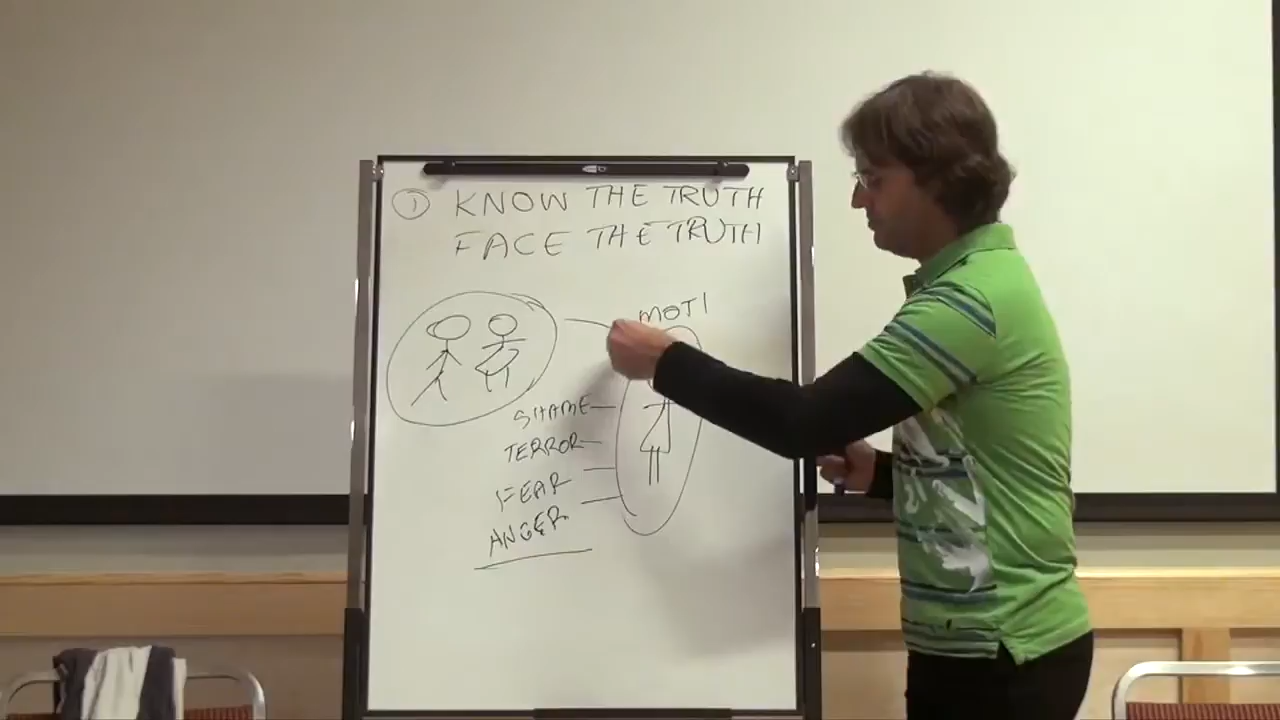 ① KNOW THE TRUTH
FACE THE TRUTH
MOTI
SHAME
TERROR
FEAR
ANGER